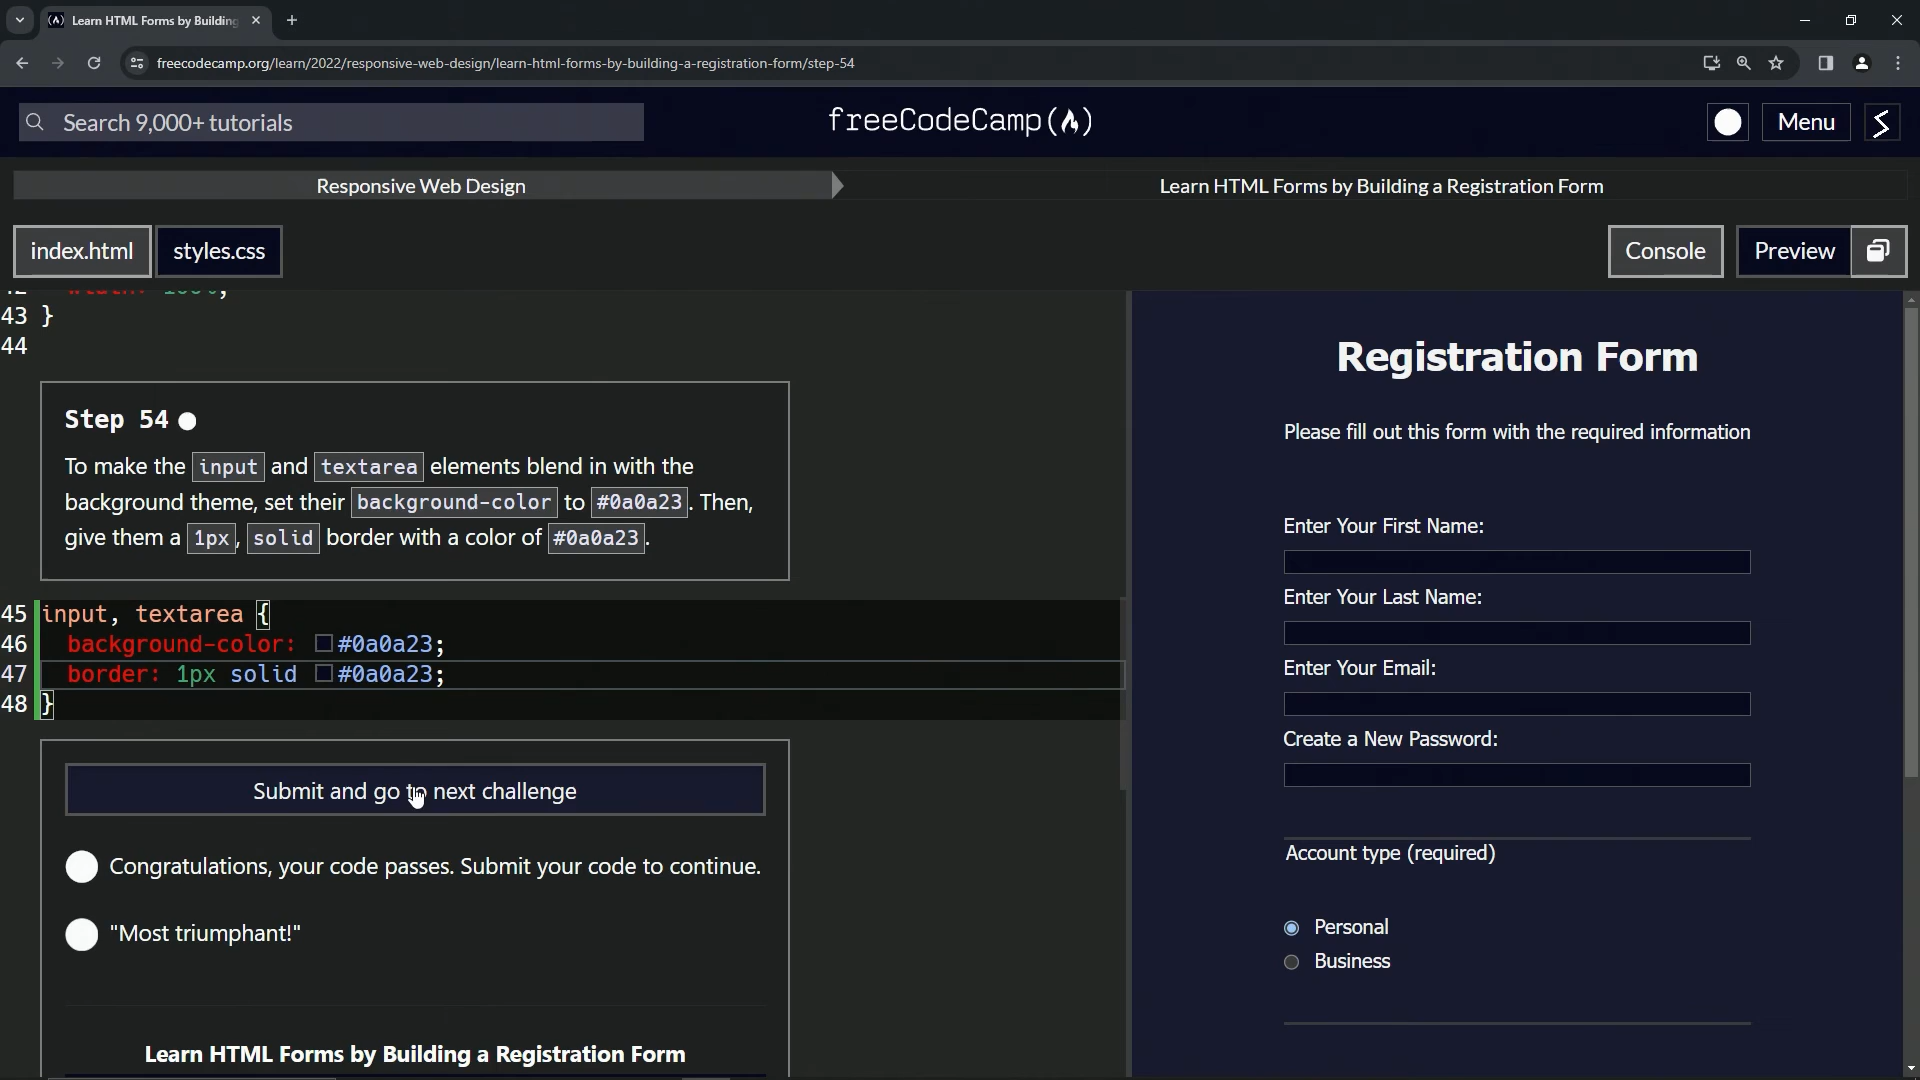 Learn HTML Forms by Building
freecodecamp.org/learn/2022/responsive-web-design/learn-html-forms-by-building-a-registration-form/step-54
Search 9,000+ tutorials
freeCodeCamp
Menu
Responsive Web Design
Learn HTML Forms by Building a Registration Form
index.html
styles.css
Console
Preview
43 }
44
Step 54
To make the input and textarea elements blend in with the
background theme, set their background-color to #0a0a23. Then,
give them a 1px, solid border with a color of #0a0a23.
45 input, textarea {
46 background-color: #0a0a23;
47 border: 1px solid #0a0a23;
48 }
Submit and go to next challenge
Congratulations, your code passes. Submit your code to continue.
"Most triumphant!"
Learn HTML Forms by Building a Registration Form
Registration Form
Please fill out this form with the required information
Enter Your First Name:
Enter Your Last Name:
Enter Your Email:
Create a New Password:
Account type (required)
Personal
Business